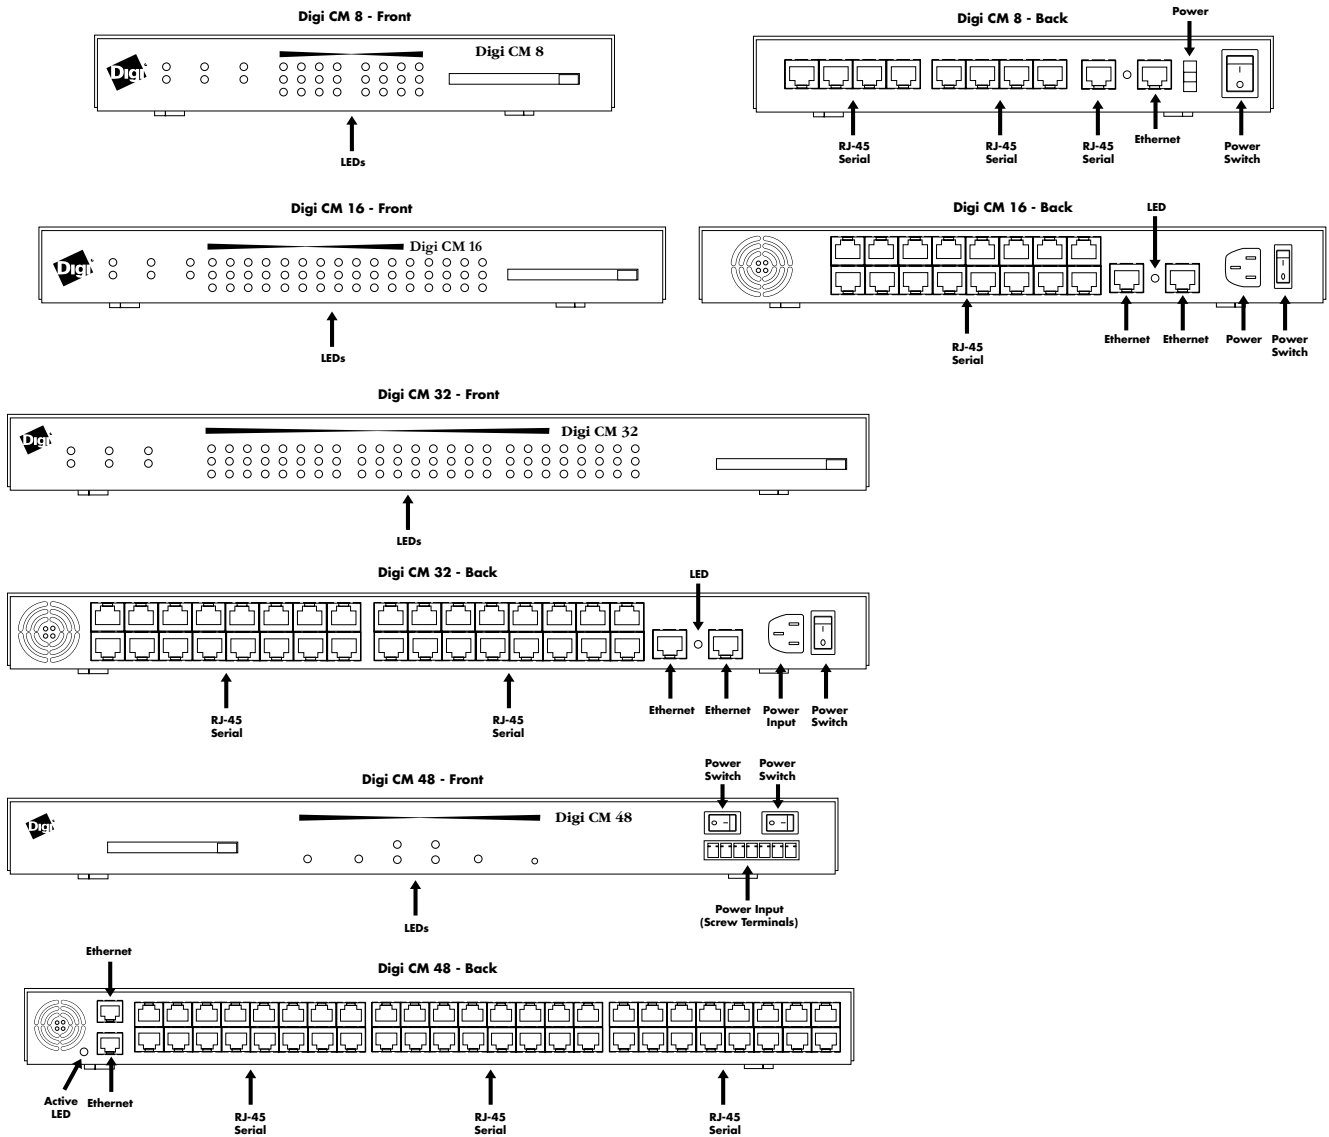 Digi CM 8 - Front
Digi
Digi CM 8
LEDs
Digi CM 8 - Back
Power
RJ-45
Serial
RJ-45
Serial
RJ-45
Serial
Ethernet
Power
Switch
Digi CM 16 - Front
Digi
Digi CM 16
LEDs
Digi CM 16 - Back
LED
RJ-45
Serial
Ethernet
Ethernet
Power
Power
Switch
Digi CM 32 - Front
Digi
Digi CM 32
LEDs
Digi CM 32 - Back
LED
RJ-45
Serial
RJ-45
Serial
Ethernet
Ethernet
Power
Input
Power
Switch
Digi CM 48 - Front
Power
Switch
Power
Switch
Digi
Digi CM 48
LEDs
Power Input
(Screw Terminals)
Digi CM 48 - Back
Ethernet
Active
LED
Ethernet
RJ-45
Serial
RJ-45
Serial
RJ-45
Serial